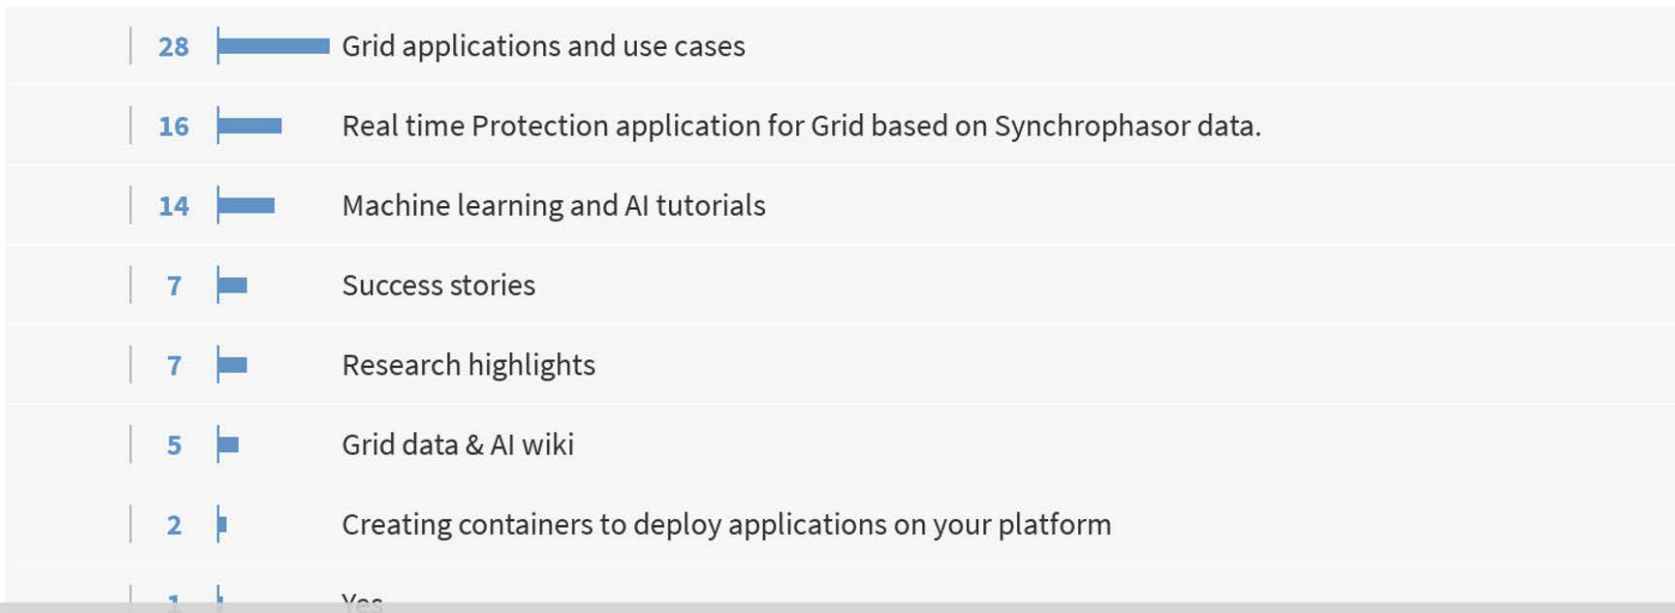 28 Grid applications and use cases
16 Real time Protection application for Grid based on Synchrophasor data.
14 Machine learning and AI tutorials
7 Success stories
7 Research highlights
5 Grid data & AI wiki
2 Creating containers to deploy applications on your platform
1 Yes